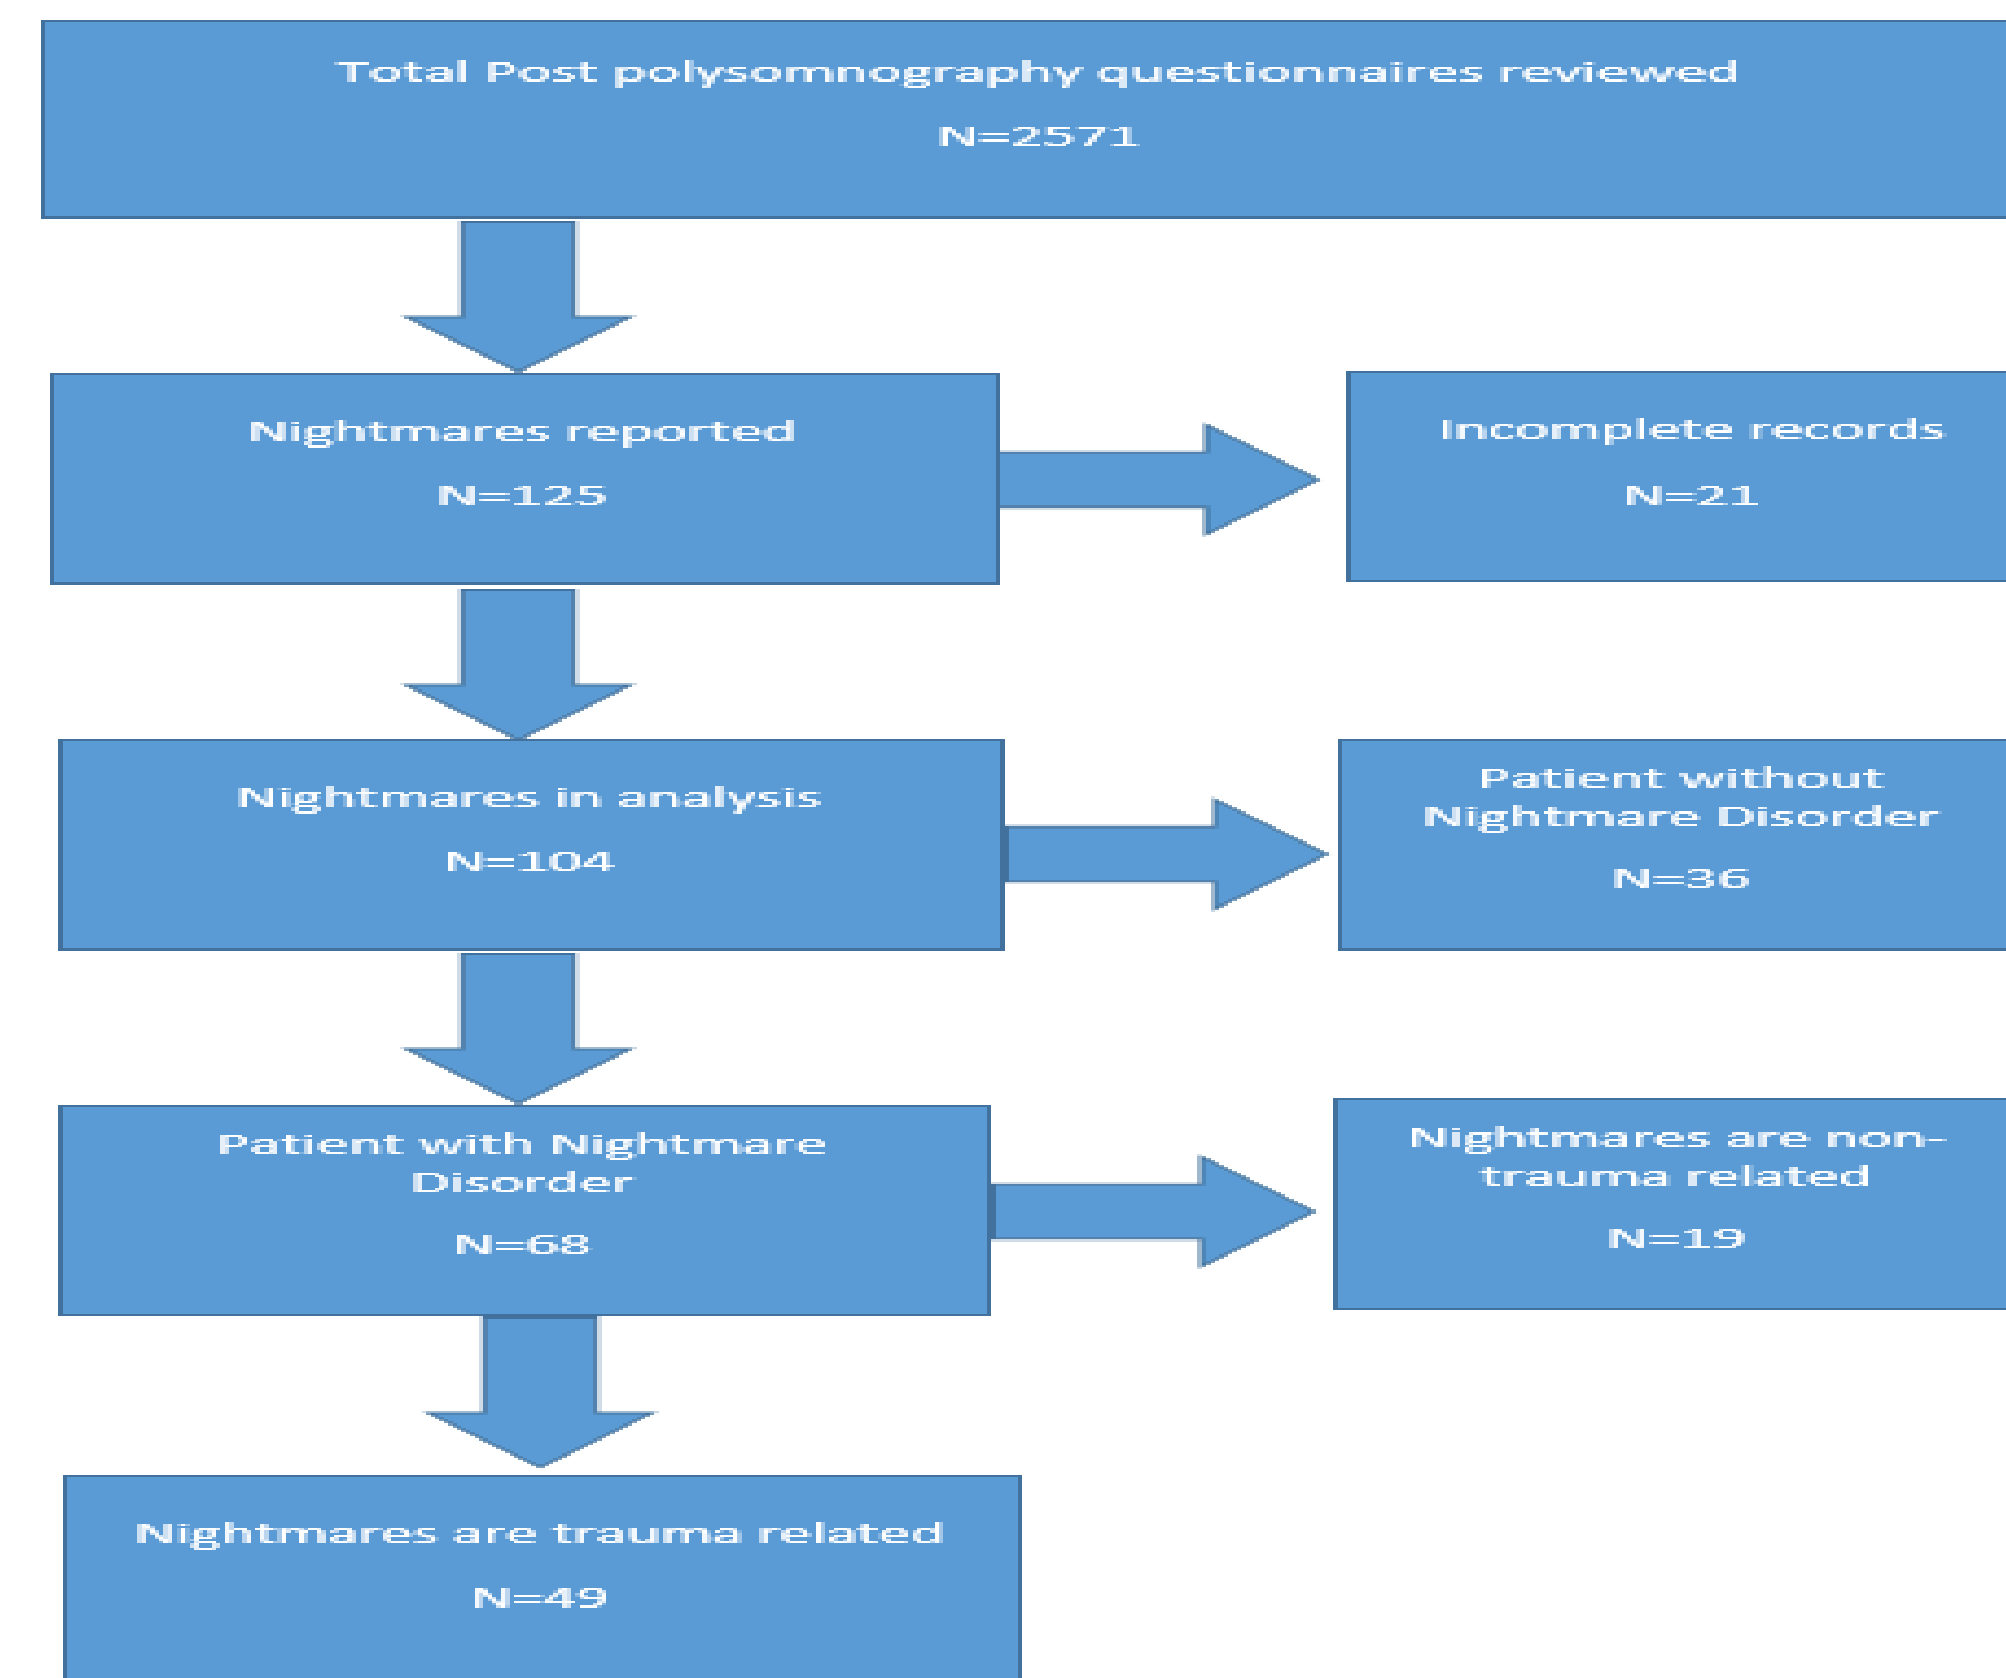 Total Post polysomnography questionnaires reviewed
N=2571
Nightmares reported
N=125
Incomplete records
N=21
Nightmares in analysis
N=104
Patient without
Nightmare Disorder
N=36
Patient with Nightmare
Disorder
N=68
Nightmares are non-
trauma related
N=19
Nightmares are trauma related
N=49